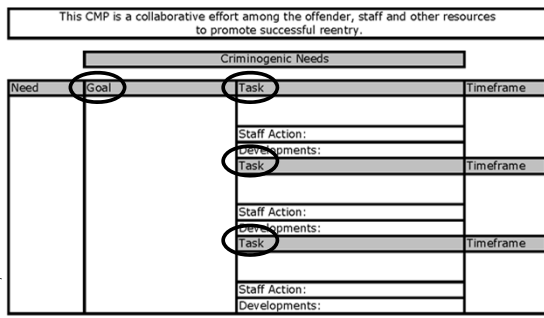 This CMP is a collaborative effort among the offender, staff and other resources
to promote successful reentry.
Criminogenic Needs
Need Goal Task Timeframe
Staff Action:
Developments:
Task Timeframe
Staff Action:
Developments:
Task Timeframe
Staff Action:
Developments: